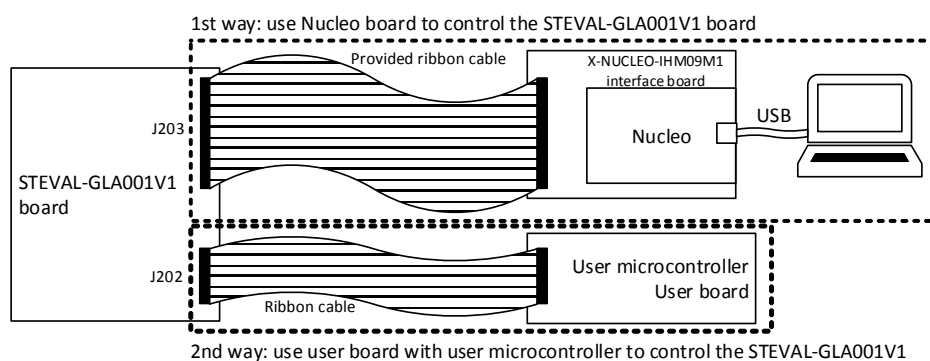 1st way: use Nucleo board to control the STEVAL-GLA001V1 board
Provided ribbon cable
X-NUCLEO-IHM09M1
interface board
J203
Nucleo
USB
STEVAL-GLA001V1
board
J202
Ribbon cable
User microcontroller
User board
2nd way: use user board with user microcontroller to control the STEVAL-GLA001V1